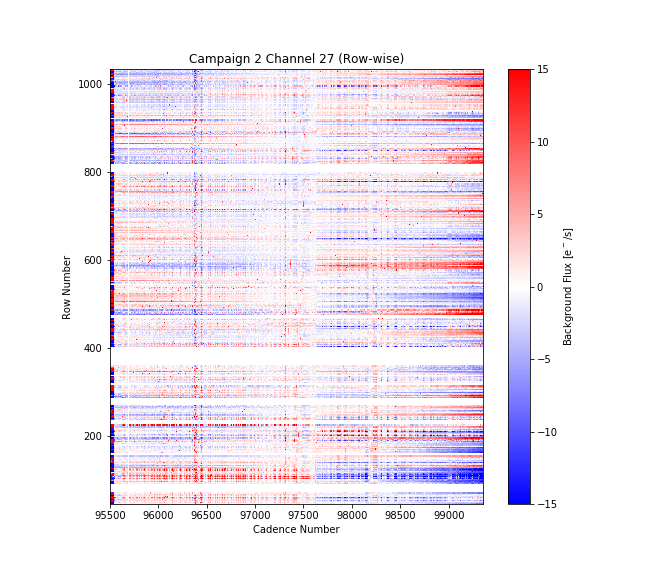 Campaign 2 Channel 27 (Row-wise)
1000
800
600
400
200
Row Number
95500 96000 96500 97000 97500 98000 98500 99000
Cadence Number
15
10
5
0
−5
−10
−15
Background Flux [e⁻/s]